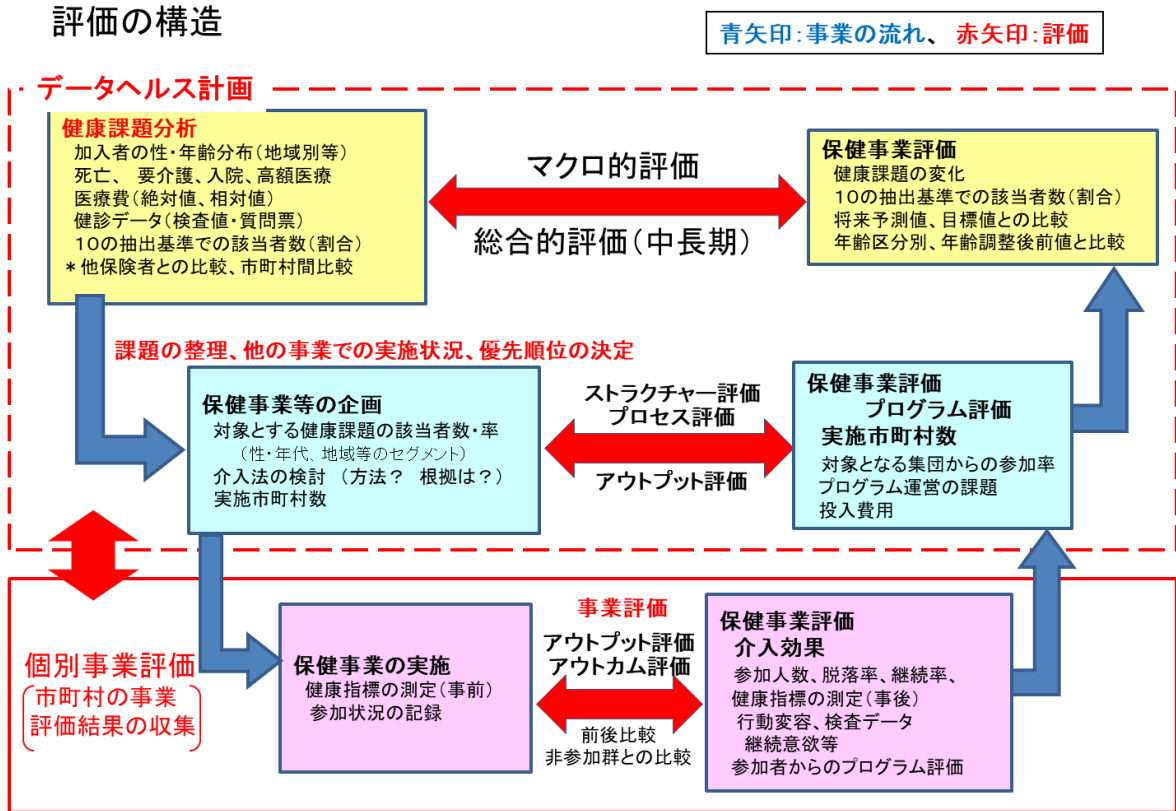 評価の構造
青矢印:事業の流れ、 赤矢印:評価
データヘルス計画
健康課題分析
加入者の性・年齢分布(地域別等)
死亡、 要介護、入院、高額医療
医療費(絶対値、相対値)
健診データ(検査値・質問票)
10の抽出基準での該当者数(割合)
*他保険者との比較、市町村間比較
マクロ的評価
総合的評価(中長期)
保健事業評価
健康課題の変化
10の抽出基準での該当者数(割合)
将来予測値、目標値との比較
年齢区分別、年齢調整後前値と比較
課題の整理、他の事業での実施状況、優先順位の決定
保健事業等の企画
対象とする健康課題の該当者数・率
(性・年代、地域等のセグメント)
介入法の検討 (方法? 根拠は?)
実施市町村数
ストラクチャー評価
プロセス評価
アウトプット評価
保健事業評価
プログラム評価
実施市町村数
対象となる集団からの参加率
プログラム運営の課題
投入費用
個別事業評価
市町村の事業
評価結果の収集
保健事業の実施
健康指標の測定(事前)
参加状況の記録
事業評価
アウトプット評価
アウトカム評価
前後比較
非参加群との比較
保健事業評価
介入効果
参加人数、脱落率、継続率、
健康指標の測定(事後)
行動変容、検査データ
継続意欲等
参加者からのプログラム評価